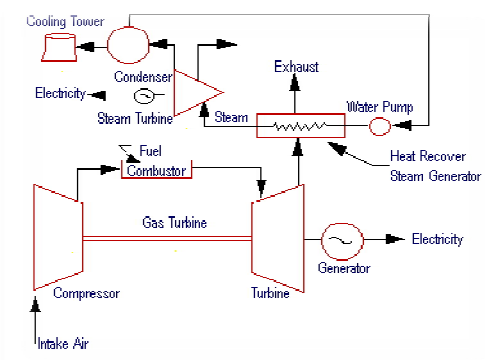 Cooling Tower
Condenser
Exhaust
Electricity
Steam Turbine
Steam
Water Pump
Heat Recover
Steam Generator
Fuel
Combustor
Gas Turbine
Electricity
Generator
Compressor
Turbine
Intake Air